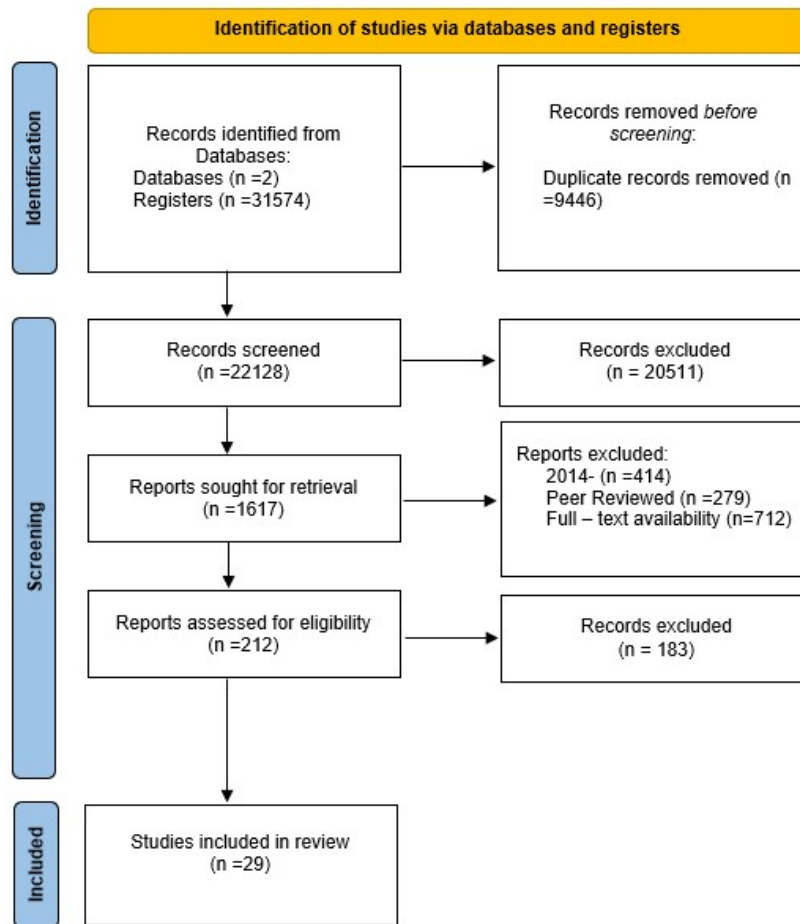 Identification of studies via databases and registers
Identification
Records identified from
Databases:
Databases (n =2)
Registers (n =31574)
Records removed before
screening:
Duplicate records removed (n
=9446)
Screening
Records screened
(n =22128)
Records excluded
(n = 20511)
Reports sought for retrieval
(n =1617)
Reports excluded:
2014- (n =414)
Peer Reviewed (n =279)
Full – text availability (n=712)
Reports assessed for eligibility
(n =212)
Records excluded
(n = 183)
Included
Studies included in review
(n =29)